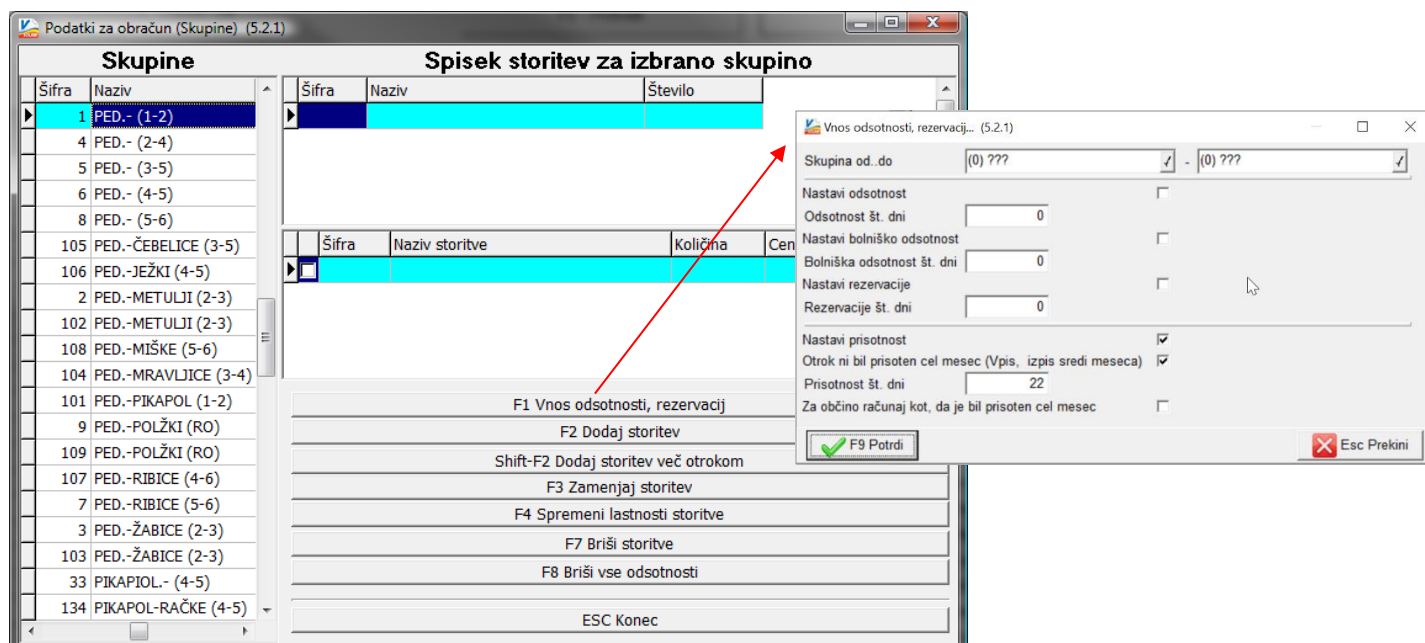 Podatki za obračun (Skupine) (5.2.1)
Skupine
Spisek storitev za izbrano skupino
Šifra Naziv
1 PED.- (1-2)
4 PED.- (2-4)
5 PED.- (3-5)
6 PED.- (4-5)
8 PED.- (5-6)
105 PED.-ČEBELICE (3-5)
106 PED.-JEŽKI (4-5)
2 PED.-METULJI (2-3)
102 PED.-METULJI (2-3)
108 PED.-MIŠKE (5-6)
104 PED.-MRAVLJICE (3-4)
101 PED.-PIKAPOL (1-2)
9 PED.-POLŽKI (RO)
109 PED.-POLŽKI (RO)
107 PED.-RIBICE (4-6)
7 PED.-RIBICE (5-6)
3 PED.-ŽABICE (2-3)
103 PED.-ŽABICE (2-3)
33 PIKAPIOL.- (4-5)
134 PIKAPOL-RAČKE (4-5)
Šifra Naziv Število
Šifra Naziv storitve Količina Cen
F1 Vnos odsotnosti, rezervacij
F2 Dodaj storitev
Shift-F2 Dodaj storitev več otrokom
F3 Zamenjaj storitev
F4 Spremeni lastnosti storitve
F7 Briši storitve
F8 Briši vse odsotnosti
ESC Konec
Vnos odsotnosti, rezervacij... (5.2.1)
Skupina od..do (0) ??? - (0) ???
Nastavi odsotnost
Odsotnost št. dni 0
Nastavi bolniško odsotnost
Bolniška odsotnost št. dni 0
Nastavi rezervacije
Rezervacije št. dni 0
Nastavi prisotnost
Otrok ni bil prisoten cel mesec (Vpis, izpis sredi meseca)
Prisotnost št. dni 22
Za občino računaj kot, da je bil prisoten cel mesec
F9 Potrdi
Esc Prekini